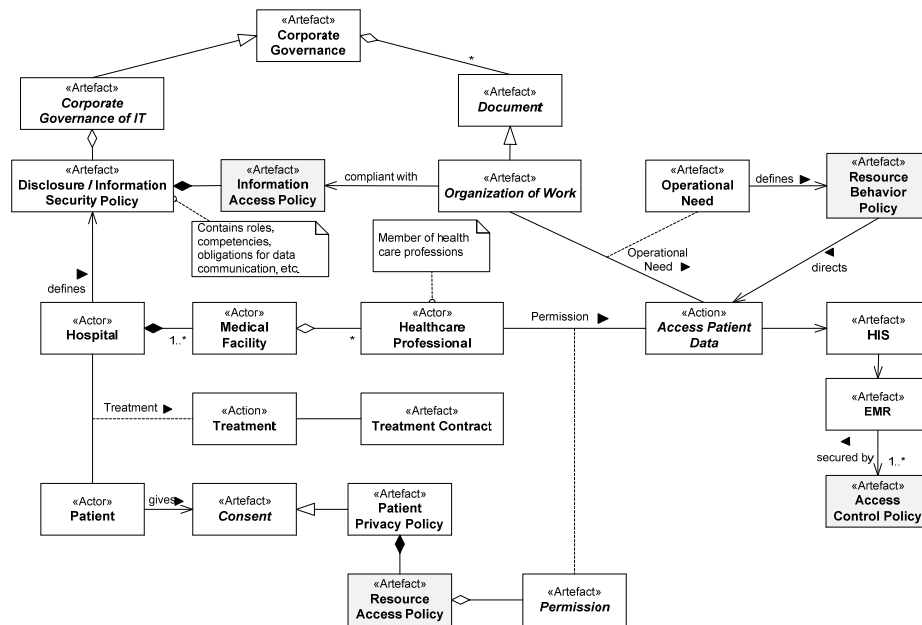 «Artefact»
Corporate
Governance
*
«Artefact»
Corporate
Governance of IT
«Artefact»
Document
«Artefact»
Disclosure / Information
Security Policy
«Artefact»
Information
Access Policy
compliant with
«Artefact»
Organization of Work
«Artefact»
Operational
Need
defines ►
«Artefact»
Resource
Behavior
Policy
Contains roles,
competencies,
obligations for data
communication, etc.
Member of health
care professions
Operational
Need ►
◄
directs
►
defines
«Actor»
Hospital
1..*
«Actor»
Medical
Facility
*
«Actor»
Healthcare
Professional
Permission ►
«Action»
Access Patient
Data
«Artefact»
HIS
«Artefact»
EMR
Treatment ►
«Action»
Treatment
«Artefact»
Treatment Contract
◄
secured by
1..*
«Artefact»
Access
Control Policy
«Actor»
Patient
gives►
«Artefact»
Consent
«Artefact»
Patient
Privacy Policy
«Artefact»
Resource
Access Policy
«Artefact»
Permission